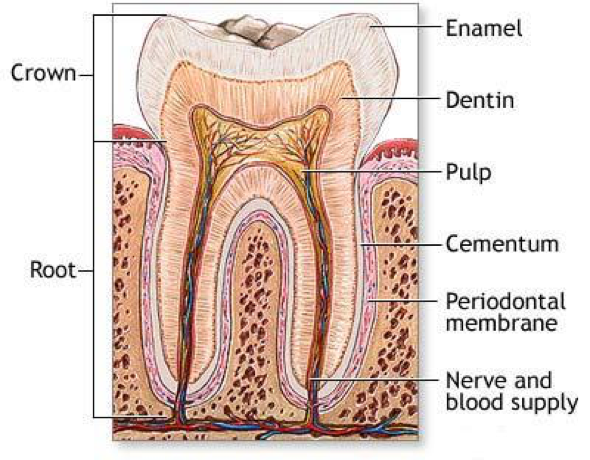 Enamel
Crown
Dentin
Pulp
Cementum
Root
Periodontal
membrane
Nerve and
blood supply